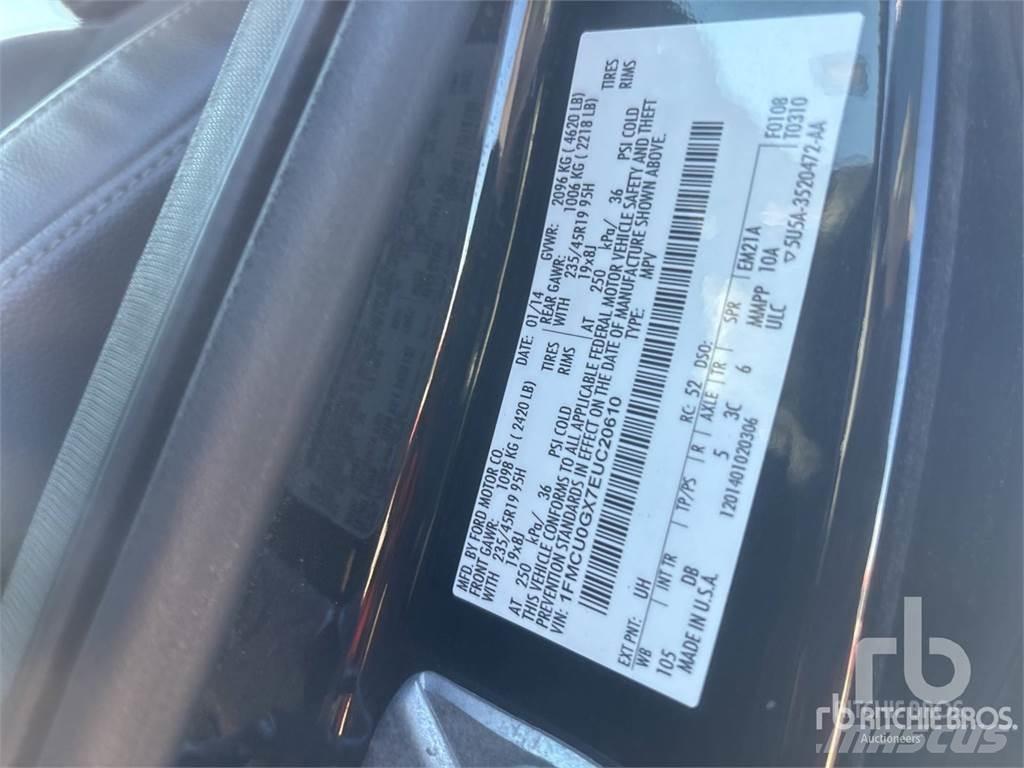 MFD. BY FORD MOTOR CO.
DATE: 01/14 GVWR: 2096 KG ( 4620 LB)
FRONT GAWR: 1098 KG ( 2420 LB) REAR GAWR: 1006 KG ( 2218 LB)
WITH 235/45R19 95H TIRES WITH 235/45R19 95H TIRES
19x8J RIMS 19x8J RIMS
AT 250 kPa/ 36 PSI COLD AT 250 kPa/ 36 PSI COLD
THIS VEHICLE CONFORMS TO ALL APPLICABLE FEDERAL MOTOR VEHICLE SAFETY AND THEFT
PREVENTION STANDARDS IN EFFECT ON THE DATE OF MANUFACTURE SHOWN ABOVE.
VIN: 1FMCU0GX7EUC20610 TYPE: MPV
F0108
T0310
EXT PNT: UH RC: 52 DSO:
WB INT TR TP/PS R AXLE TR SPR EM21A
105 DB 5 3C 6 MMPP 10A
MADE IN U.S.A. 120140102030306 ULC ▽5U5A-3520472-AA
rb
rb RITCHIE BROS.
Auctioneers